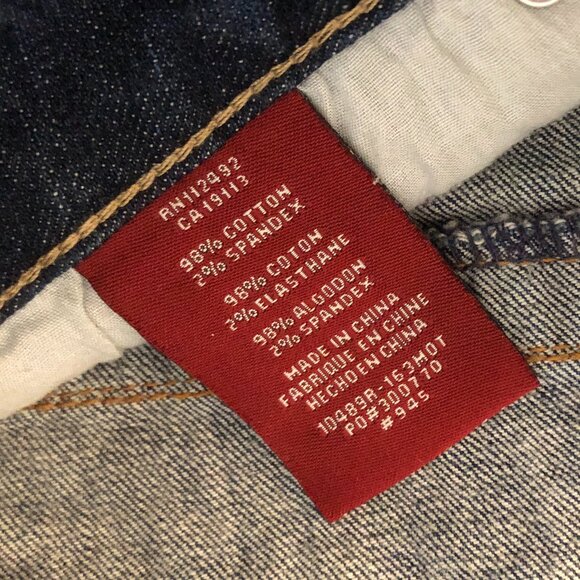 RN112492
CA19113
98% COTTON
2% SPANDEX
98% COTON
2% ELASTHANE
98% ALGODON
2% SPANDEX
MADE IN CHINA
FABRIQUE EN CHINE
HECHO EN CHINA
10489R-153MOT
PO#300770
#945